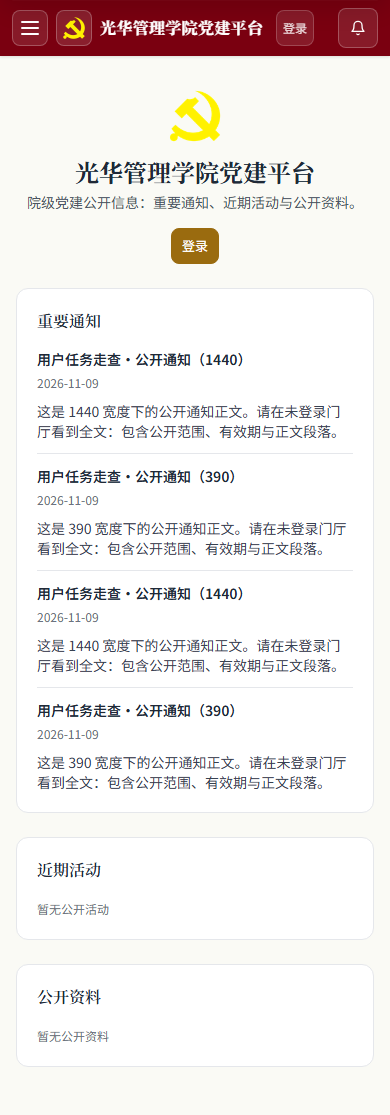 光华管理学院党建平台
登录
光华管理学院党建平台
院级党建公开信息：重要通知、近期活动与公开资料。
登录
重要通知
用户任务走查·公开通知（1440）
2026-11-09
这是 1440 宽度下的公开通知正文。请在未登录门
厅看到全文：包含公开范围、有效期与正文段落。
用户任务走查·公开通知（390）
2026-11-09
这是 390 宽度下的公开通知正文。请在未登录门厅
看到全文：包含公开范围、有效期与正文段落。
用户任务走查·公开通知（1440）
2026-11-09
这是 1440 宽度下的公开通知正文。请在未登录门
厅看到全文：包含公开范围、有效期与正文段落。
用户任务走查·公开通知（390）
2026-11-09
这是 390 宽度下的公开通知正文。请在未登录门厅
看到全文：包含公开范围、有效期与正文段落。
近期活动
暂无公开活动
公开资料
暂无公开资料